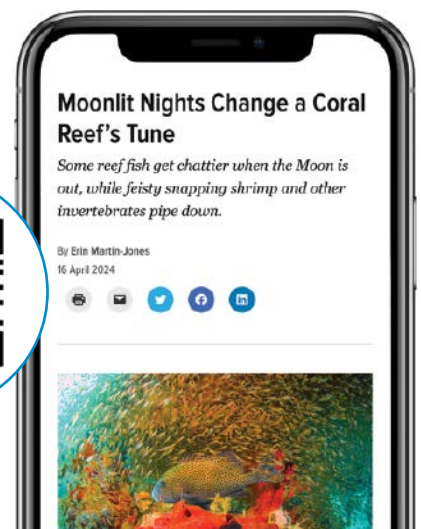 Moonlit Nights Change a Coral
Reef's Tune
Some reef fish get chattier when the Moon is
out, while feisty snapping shrimp and other
invertebrates pipe down.
By Erin Martin-Jones
16 April 2024